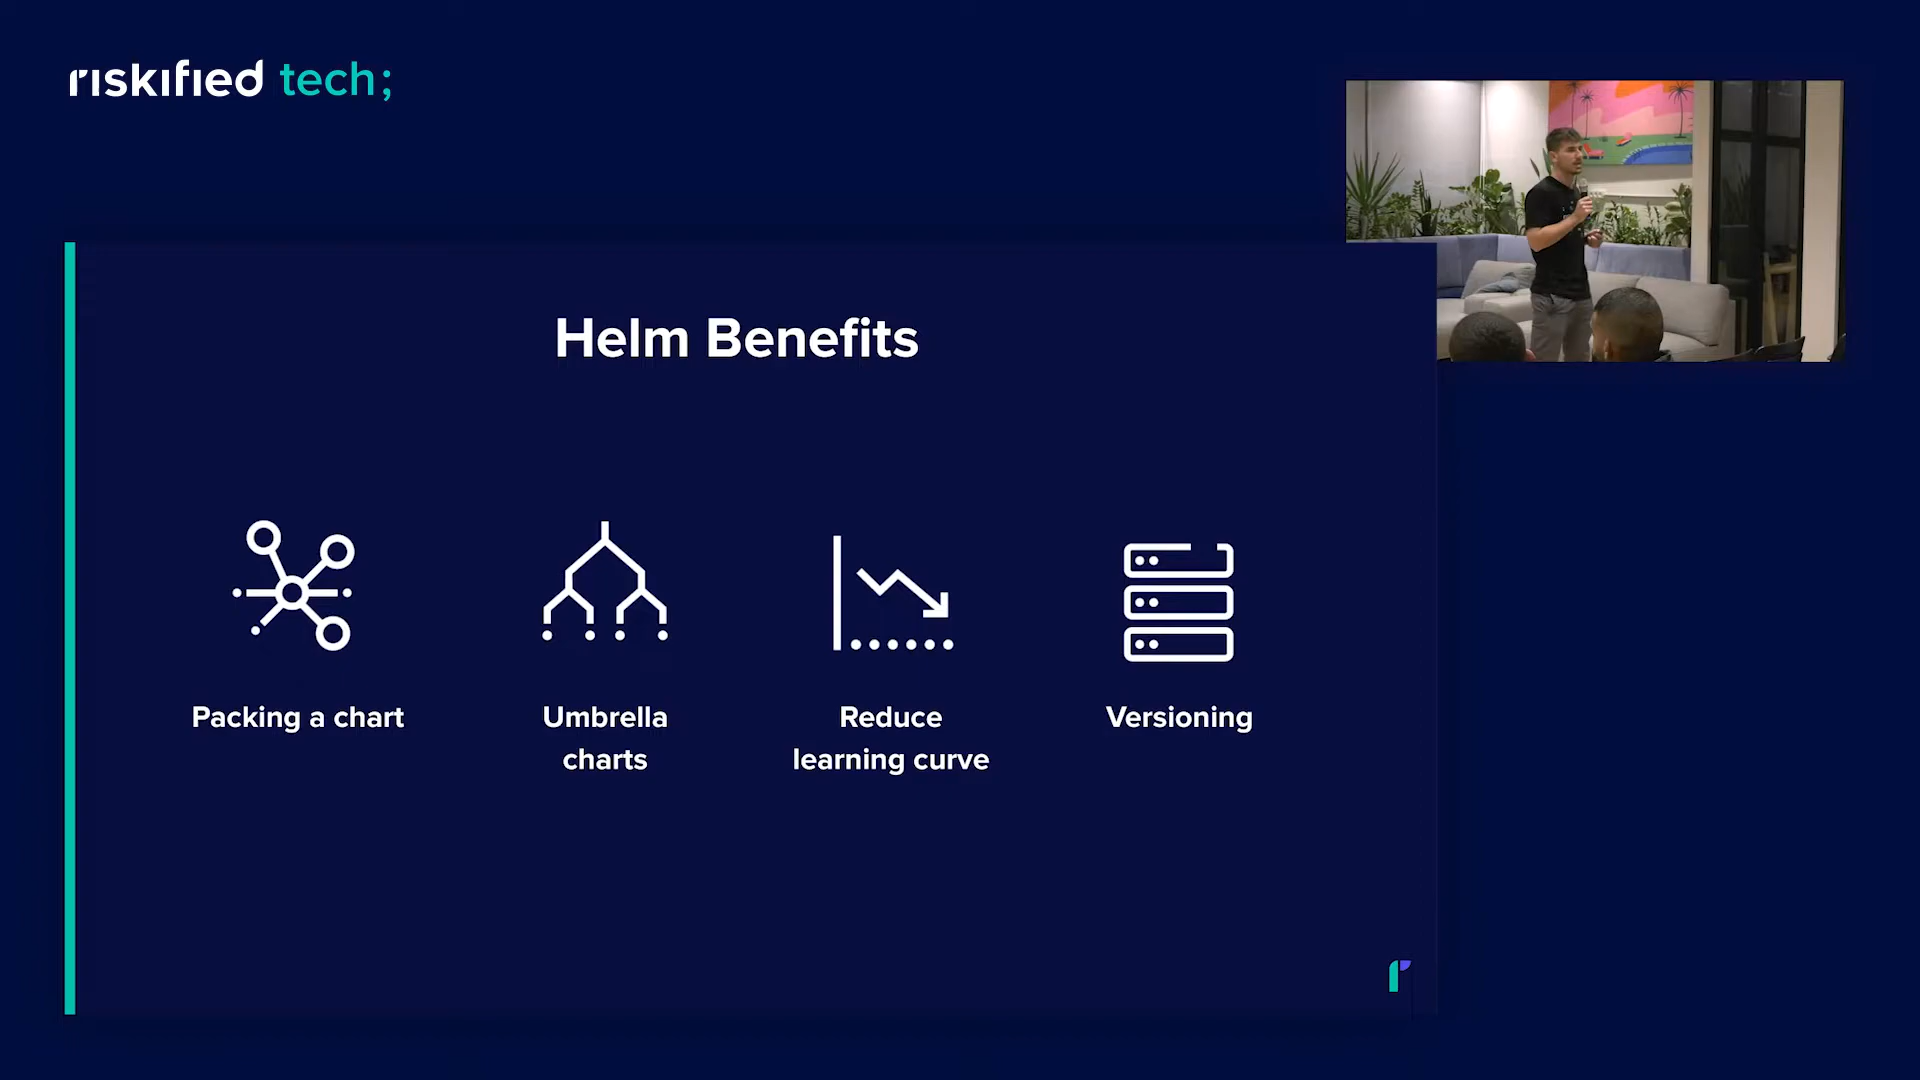 riskified tech;
Helm Benefits
Packing a chart
Umbrella
charts
Reduce
learning curve
Versioning